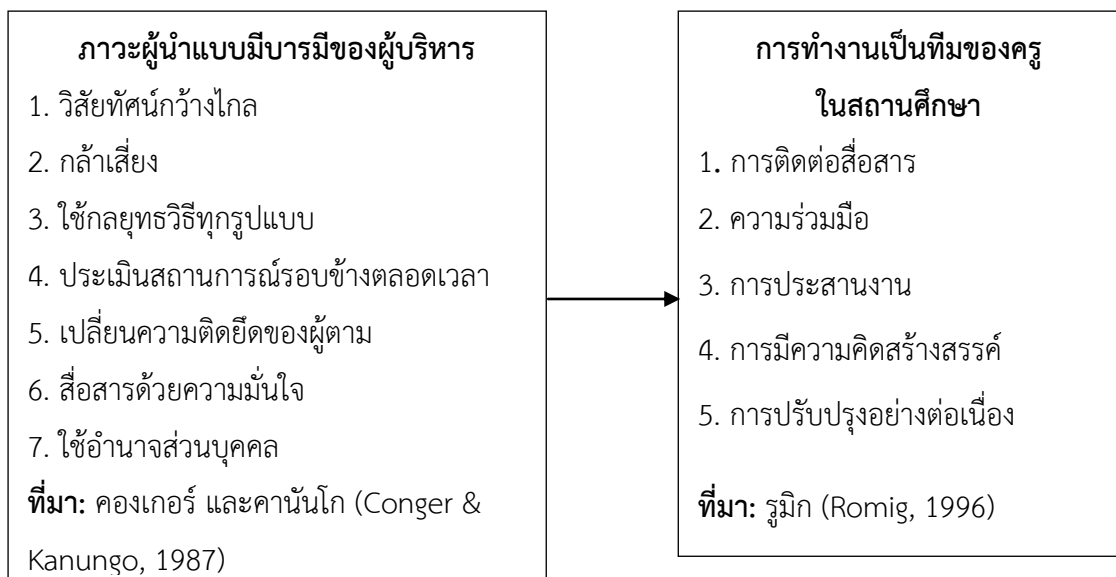 ภาวะผู้นำแบบมีบารมีของผู้บริหาร
1. วิสัยทัศน์กว้างไกล
2. กล้าเสี่ยง
3. ใช้กลยุทธวิธีทุกรูปแบบ
4. ประเมินสถานการณ์รอบข้างตลอดเวลา
5. เปลี่ยนความติดยึดของผู้ตาม
6. สื่อสารด้วยความมั่นใจ
7. ใช้อำนาจส่วนบุคคล
ที่มา: คองเกอร์ และคานันโก (Conger &
Kanungo, 1987)
การทำงานเป็นทีมของครู
ในสถานศึกษา
1. การติดต่อสื่อสาร
2. ความร่วมมือ
3. การประสานงาน
4. การมีความคิดสร้างสรรค์
5. การปรับปรุงอย่างต่อเนื่อง
ที่มา: รูมิก (Romig, 1996)